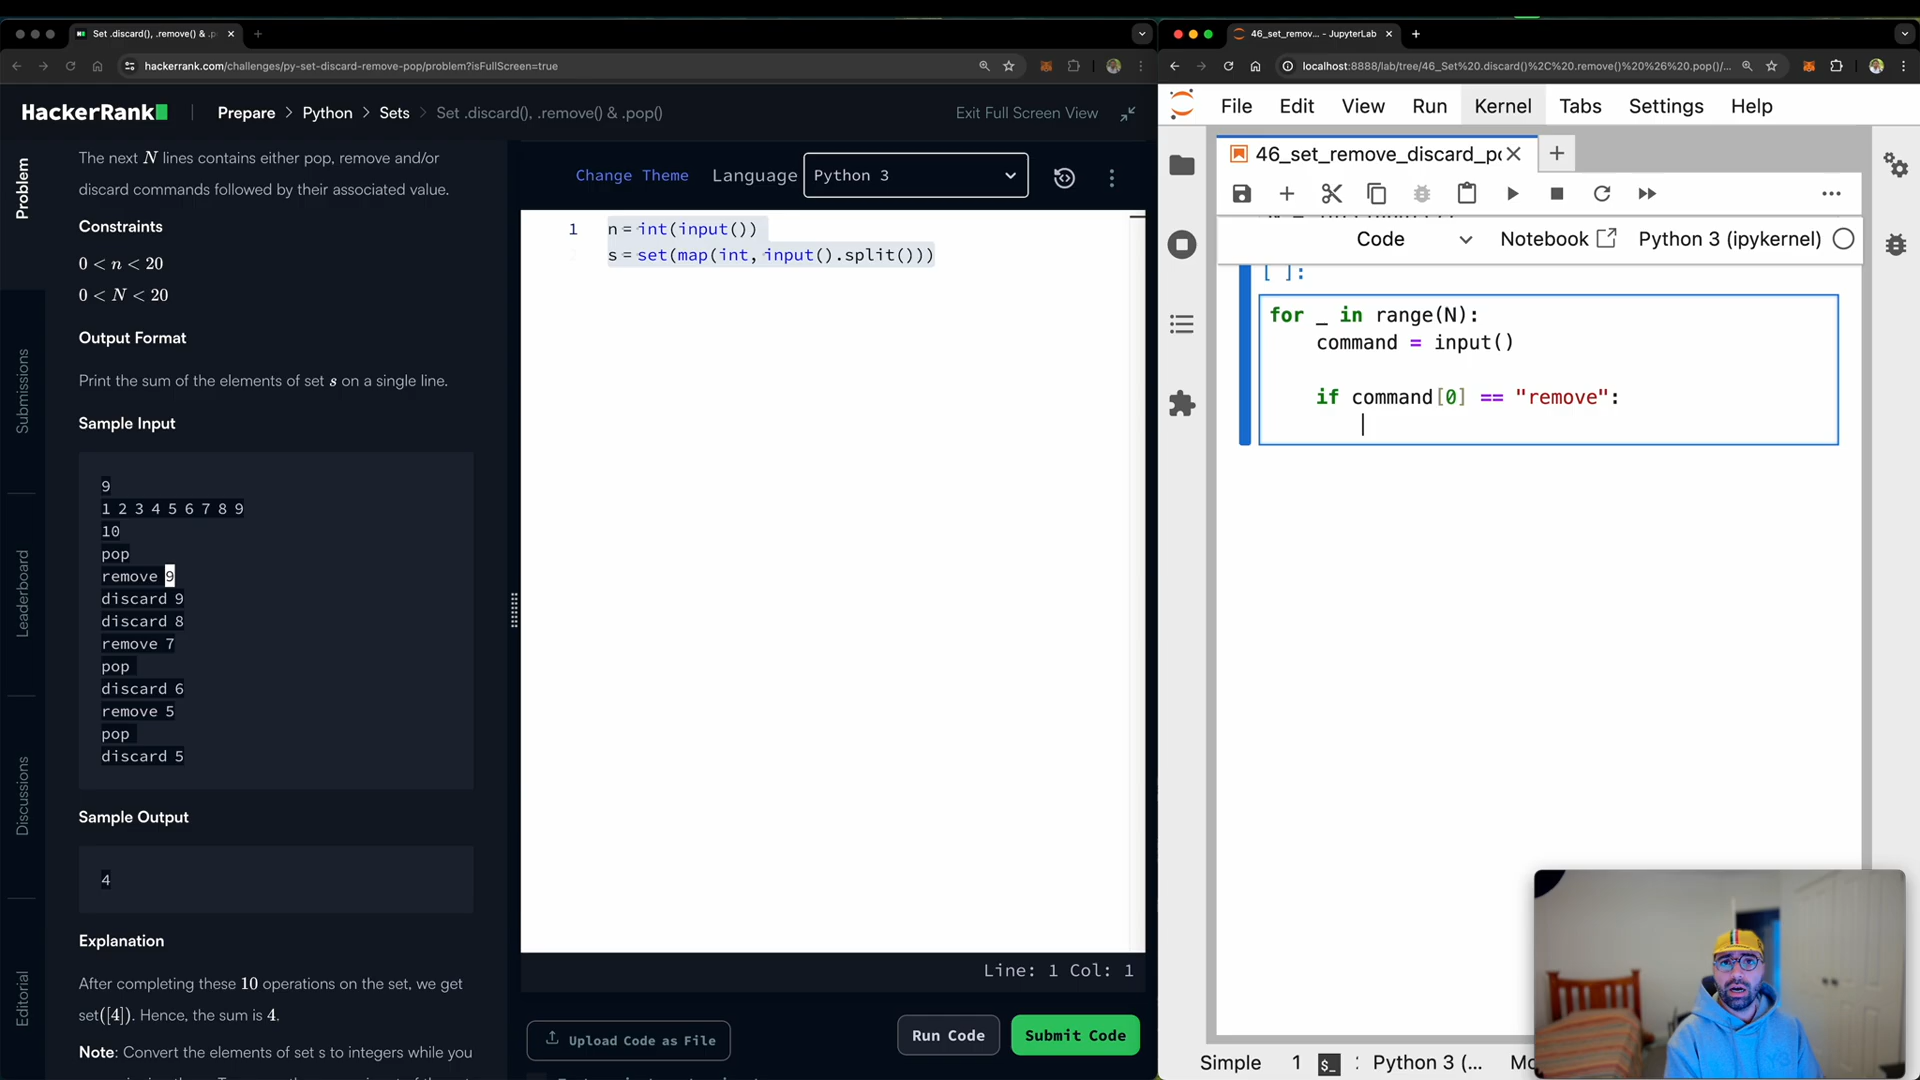 Set .discard(), .remove() & .p
hackerrank.com/challenges/py-set-discard-remove-pop/problem?isFullScreen=true
HackerRank
Prepare > Python > Sets > Set .discard(), .remove() & .pop()
Exit Full Screen View
Problem
Submissions
Leaderboard
Discussions
Editorial
The next N lines contains either pop, remove and/or
discard commands followed by their associated value.
Constraints
0 < n < 20
0 < N < 20
Output Format
Print the sum of the elements of set s on a single line.
Sample Input
9
1 2 3 4 5 6 7 8 9
10
pop
remove 9
discard 9
discard 8
remove 7
pop
discard 6
remove 5
pop
discard 5
Sample Output
4
Explanation
After completing these 10 operations on the set, we get
set([4]). Hence, the sum is 4.
Note: Convert the elements of set s to integers while you
Change Theme
Language
Python 3
1
n = int(input())
s = set(map(int, input().split()))
Line: 1 Col: 1
Upload Code as File
Run Code
Submit Code
46_set_remov... - JupyterLab
localhost:8888/lab/tree/46_Set%20.discard()%2C%20.remove()%20%26%20.pop()/...
File Edit View Run Kernel Tabs Settings Help
46_set_remove_discard_po
Code
Notebook
Python 3 (ipykernel)
[ ]:
for _ in range(N):
command = input()
if command[0] == "remove":
Simple
1
$_
Python 3 (...
Mo